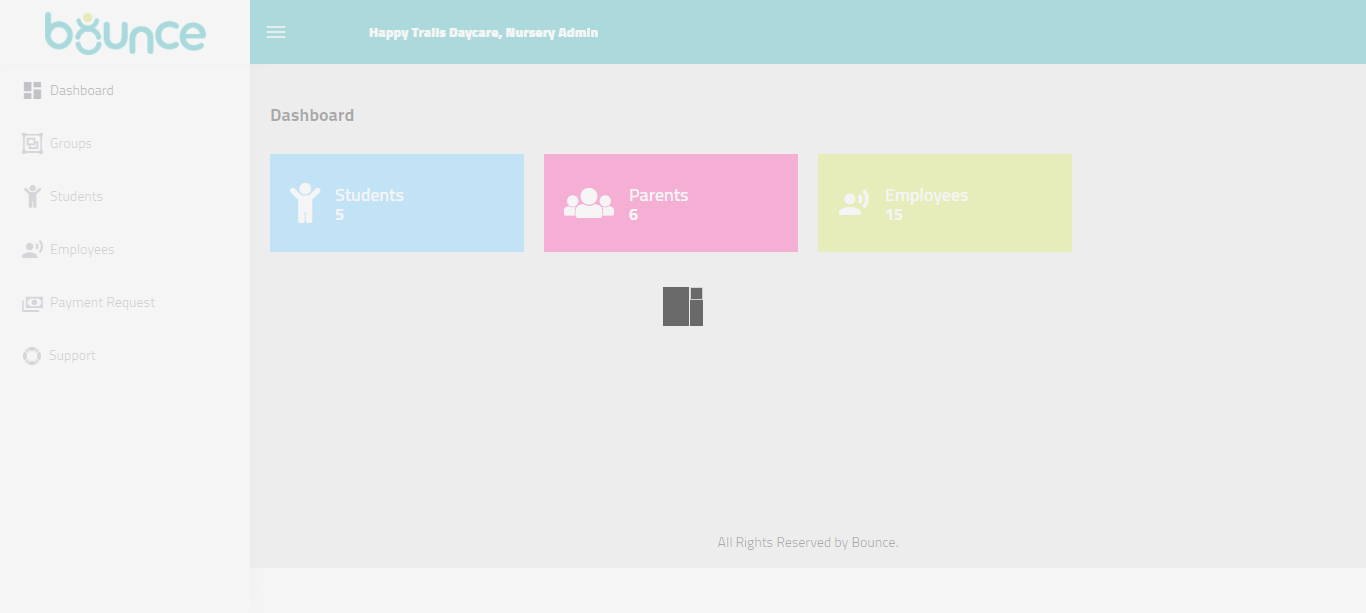 bounce
Happy Trails Daycare, Nursery Admin
Dashboard
Groups
Students
Employees
Payment Request
Support
Dashboard
Students
5
Parents
6
Employees
15
All Rights Reserved by Bounce.